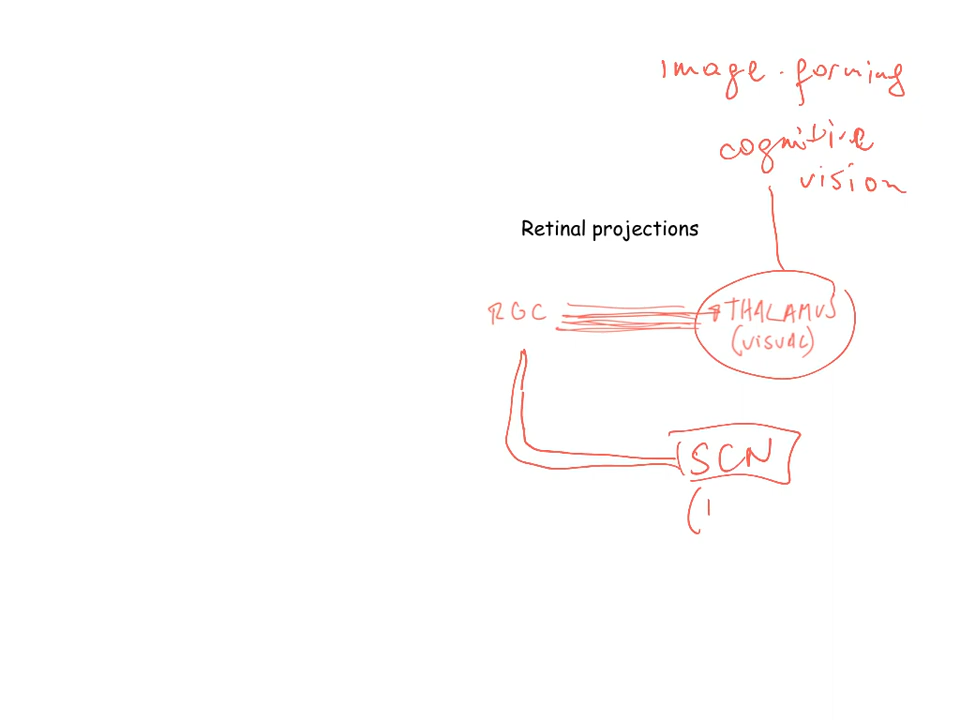 image-forming
cognitive
vision
Retinal projections
RGC
THALAMUS
(VISUAL)
SCN
(